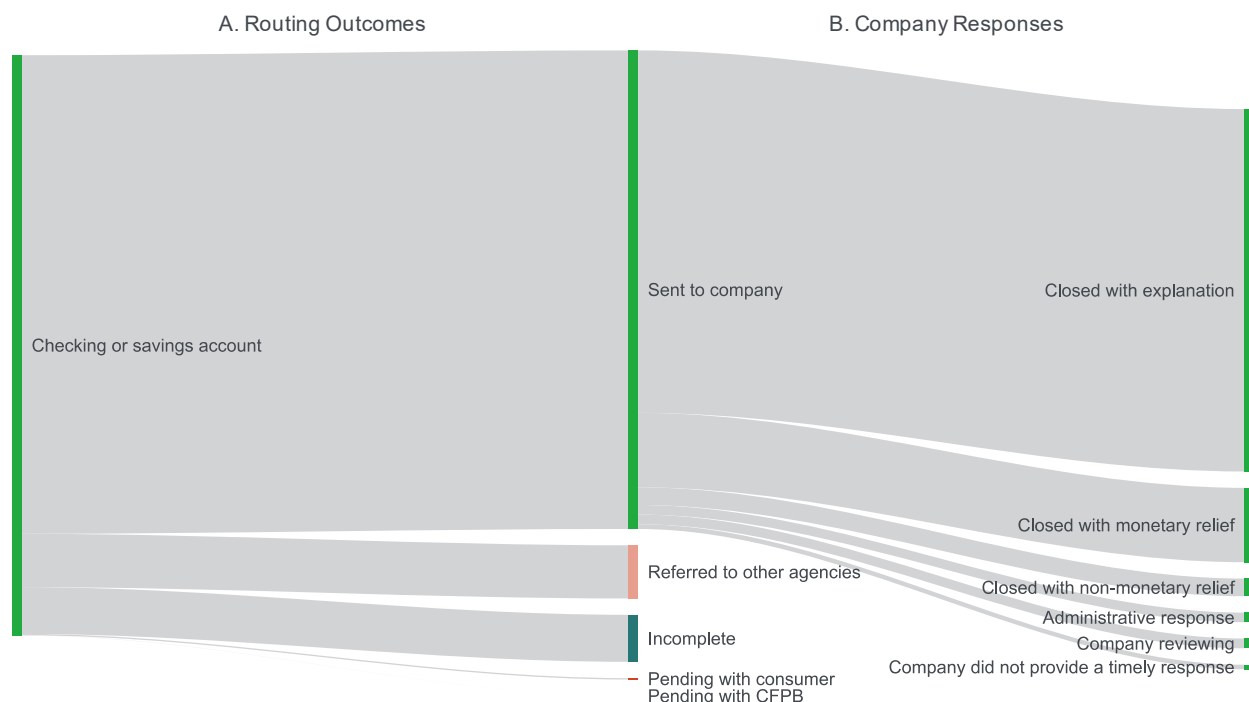 A. Routing Outcomes
B. Company Responses
Checking or savings account
Sent to company
Referred to other agencies
Incomplete
Pending with consumer
Pending with CFPB
Closed with explanation
Closed with monetary relief
Closed with non-monetary relief
Administrative response
Company reviewing
Company did not provide a timely response